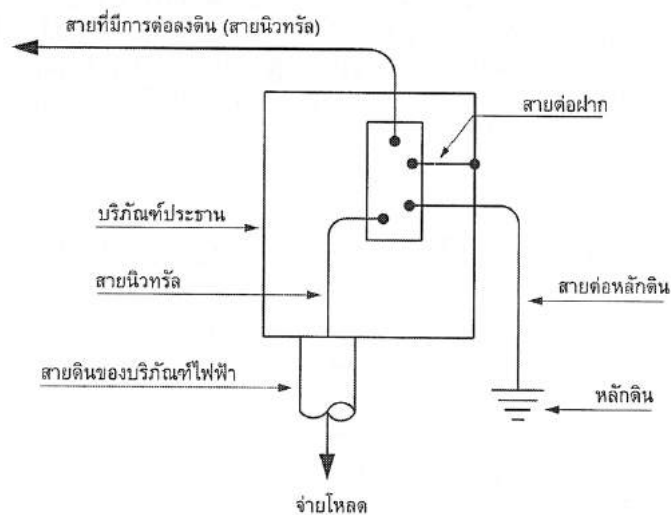 สายที่มีการต่อลงดิน (สายนิวทรัล)
สายต่อฝาก
บริภัณฑ์ประธาน
สายนิวทรัล
สายต่อหลักดิน
สายดินของบริภัณฑ์ไฟฟ้า
หลักดิน
จ่ายโหลด